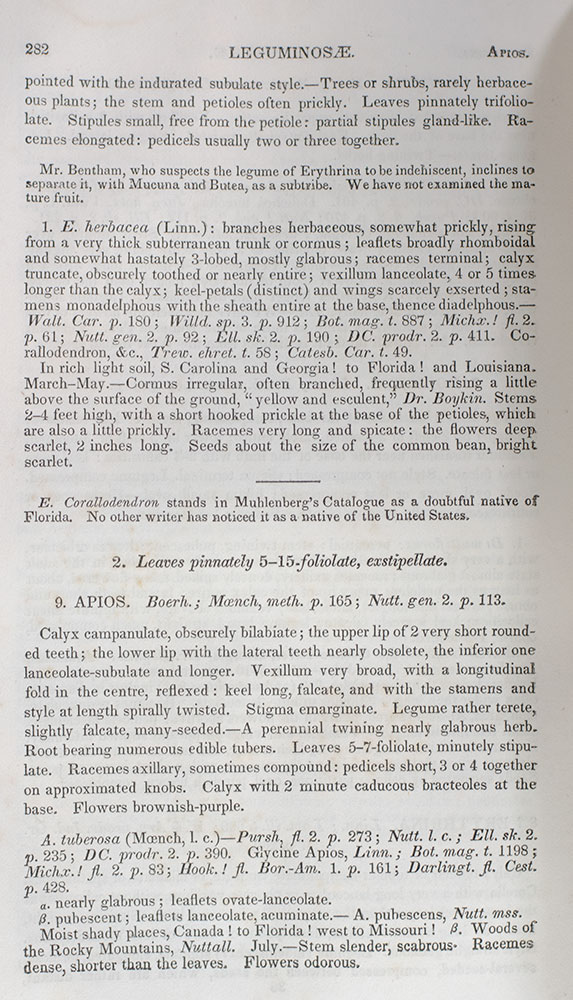 282 LEGUMINOSÆ. APIOS.
pointed with the indurated subulate style.—Trees or shrubs, rarely herbace-
ous plants; the stem and petioles often prickly. Leaves pinnately trifolio-
late. Stipules small, free from the petiole: partial stipules gland-like. Ra-
cemes elongated: pedicels usually two or three together.
Mr. Bentham, who suspects the legume of Erythrina to be indehiscent, inclines to
separate it, with Mucuna and Butea, as a subtribe. We have not examined the ma-
ture fruit.
1. E. herbacea (Linn.): branches herbaceous, somewhat prickly, rising
from a very thick subterranean trunk or cormus; leaflets broadly rhomboidal
and somewhat hastately 3-lobed, mostly glabrous; racemes terminal; calyx
truncate, obscurely toothed or nearly entire; vexillum lanceolate, 4 or 5 times
longer than the calyx; keel-petals (distinct) and wings scarcely exserted; sta-
mens monadelphous with the sheath entire at the base, thence diadelphous.—
Walt. Car. p. 180; Willd. sp. 3. p. 912; Bot. mag. t. 887; Michx.! fl. 2.
p. 61; Nutt. gen. 2. p. 92; Ell. sk. 2. p. 190; DC. prodr. 2. p. 411. Co-
rallodendron, &c., Trew. ehret. t. 58; Catesb. Car. t. 49.
In rich light soil, S. Carolina and Georgia! to Florida! and Louisiana.
March–May.—Cormus irregular, often branched, frequently rising a little
above the surface of the ground, “yellow and esculent,” Dr. Boykin. Stems
2–4 feet high, with a short hooked prickle at the base of the petioles, which
are also a little prickly. Racemes very long and spicate: the flowers deep
scarlet, 2 inches long. Seeds about the size of the common bean, bright
scarlet.
E. Corallodendron stands in Muhlenberg's Catalogue as a doubtful native of
Florida. No other writer has noticed it as a native of the United States.
2. Leaves pinnately 5–15-foliolate, exstipellate.
9. APIOS. Boerh.; Mœnch, meth. p. 165; Nutt. gen. 2. p. 113.
Calyx campanulate, obscurely bilabiate; the upper lip of 2 very short round-
ed teeth; the lower lip with the lateral teeth nearly obsolete, the inferior one
lanceolate-subulate and longer. Vexillum very broad, with a longitudinal
fold in the centre, reflexed: keel long, falcate, and with the stamens and
style at length spirally twisted. Stigma emarginate. Legume rather terete,
slightly falcate, many-seeded.—A perennial twining nearly glabrous herb.
Root bearing numerous edible tubers. Leaves 5–7-foliolate, minutely stipu-
late. Racemes axillary, sometimes compound: pedicels short, 3 or 4 together
on approximated knobs. Calyx with 2 minute caducous bracteoles at the
base. Flowers brownish-purple.
A. tuberosa (Mœnch, l. c.)—Pursh, fl. 2. p. 273; Nutt. l. c.; Ell. sk. 2.
p. 235; DC. prodr. 2. p. 390. Glycine Apios, Linn.; Bot. mag. t. 1198;
Michx.! fl. 2. p. 83; Hook.! fl. Bor.-Am. 1. p. 161; Darlingt. fl. Cest.
p. 428.
α. nearly glabrous; leaflets ovate-lanceolate.
β. pubescent; leaflets lanceolate, acuminate.—A. pubescens, Nutt. mss.
Moist shady places, Canada! to Florida! west to Missouri! β. Woods of
the Rocky Mountains, Nuttall. July.—Stem slender, scabrous. Racemes
dense, shorter than the leaves. Flowers odorous.